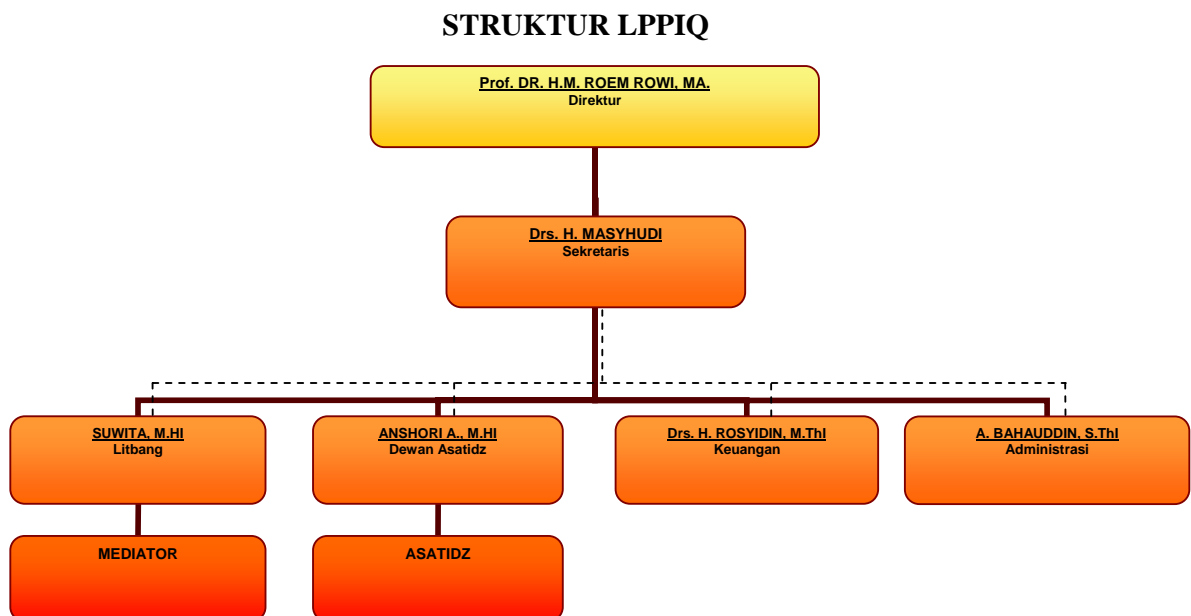 STRUKTUR LPPIQ
Prof. DR. H.M. ROEM ROWI, MA.
Direktur
Drs. H. MASYHUDI
Sekretaris
SUWITA, M.HI
Litbang
ANSHORI A., M.HI
Dewan Asatidz
Drs. H. ROSYIDIN, M.ThI
Keuangan
A. BAHAUDDIN, S.ThI
Administrasi
MEDIATOR
ASATIDZ